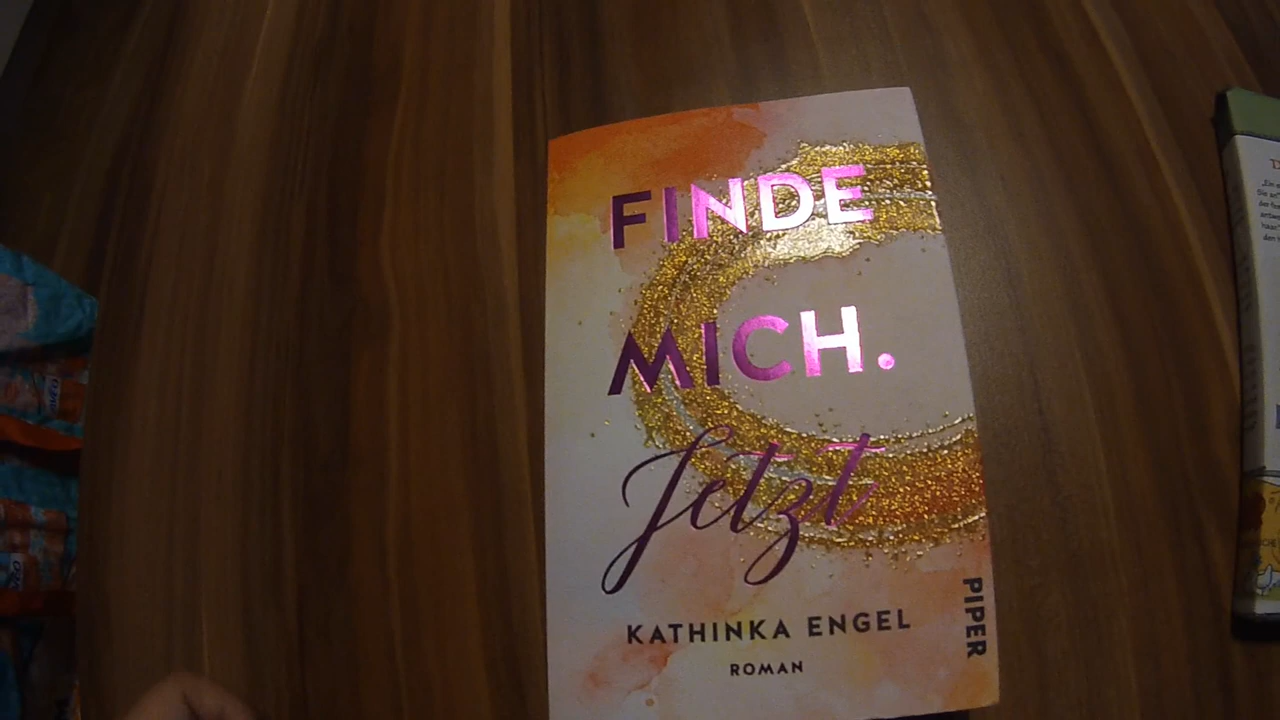 FINDE
MICH.
Jetzt
KATHINKA ENGEL
ROMAN
PIPER